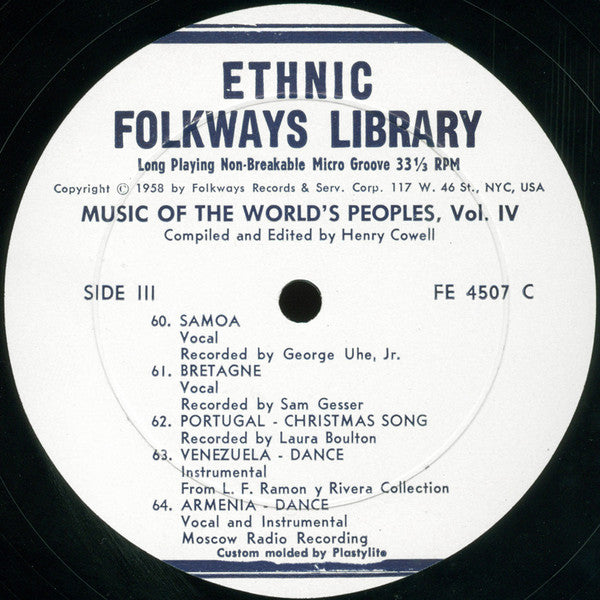 ETHNIC
FOLKWAYS LIBRARY
Long Playing Non-Breakable Micro Groove 33⅓ RPM
Copyright © 1958 by Folkways Records & Serv. Corp. 117 W. 46 St., NYC, USA
MUSIC OF THE WORLD'S PEOPLES, Vol. IV
Compiled and Edited by Henry Cowell
SIDE III FE 4507 C
60. SAMOA
Vocal
Recorded by George Uhe, Jr.
61. BRETAGNE
Vocal
Recorded by Sam Gesser
62. PORTUGAL - CHRISTMAS SONG
Recorded by Laura Boulton
63. VENEZUELA - DANCE
Instrumental
From L. F. Ramon y Rivera Collection
64. ARMENIA - DANCE
Vocal and Instrumental
Moscow Radio Recording
Custom molded by Plastylite